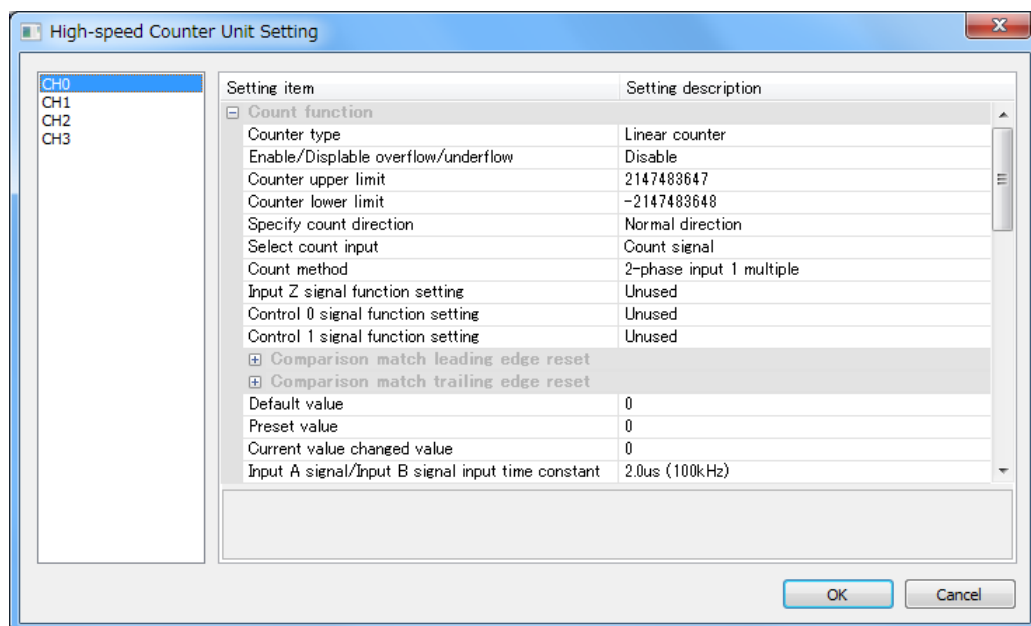 High-speed Counter Unit Setting
CH0
CH1
CH2
CH3
Setting item Setting description
Count function
Counter type Linear counter
Enable/Displable overflow/underflow Disable
Counter upper limit 2147483647
Counter lower limit -2147483648
Specify count direction Normal direction
Select count input Count signal
Count method 2-phase input 1 multiple
Input Z signal function setting Unused
Control 0 signal function setting Unused
Control 1 signal function setting Unused
Comparison match leading edge reset
Comparison match trailing edge reset
Default value 0
Preset value 0
Current value changed value 0
Input A signal/Input B signal input time constant 2.0us (100kHz)
OK Cancel